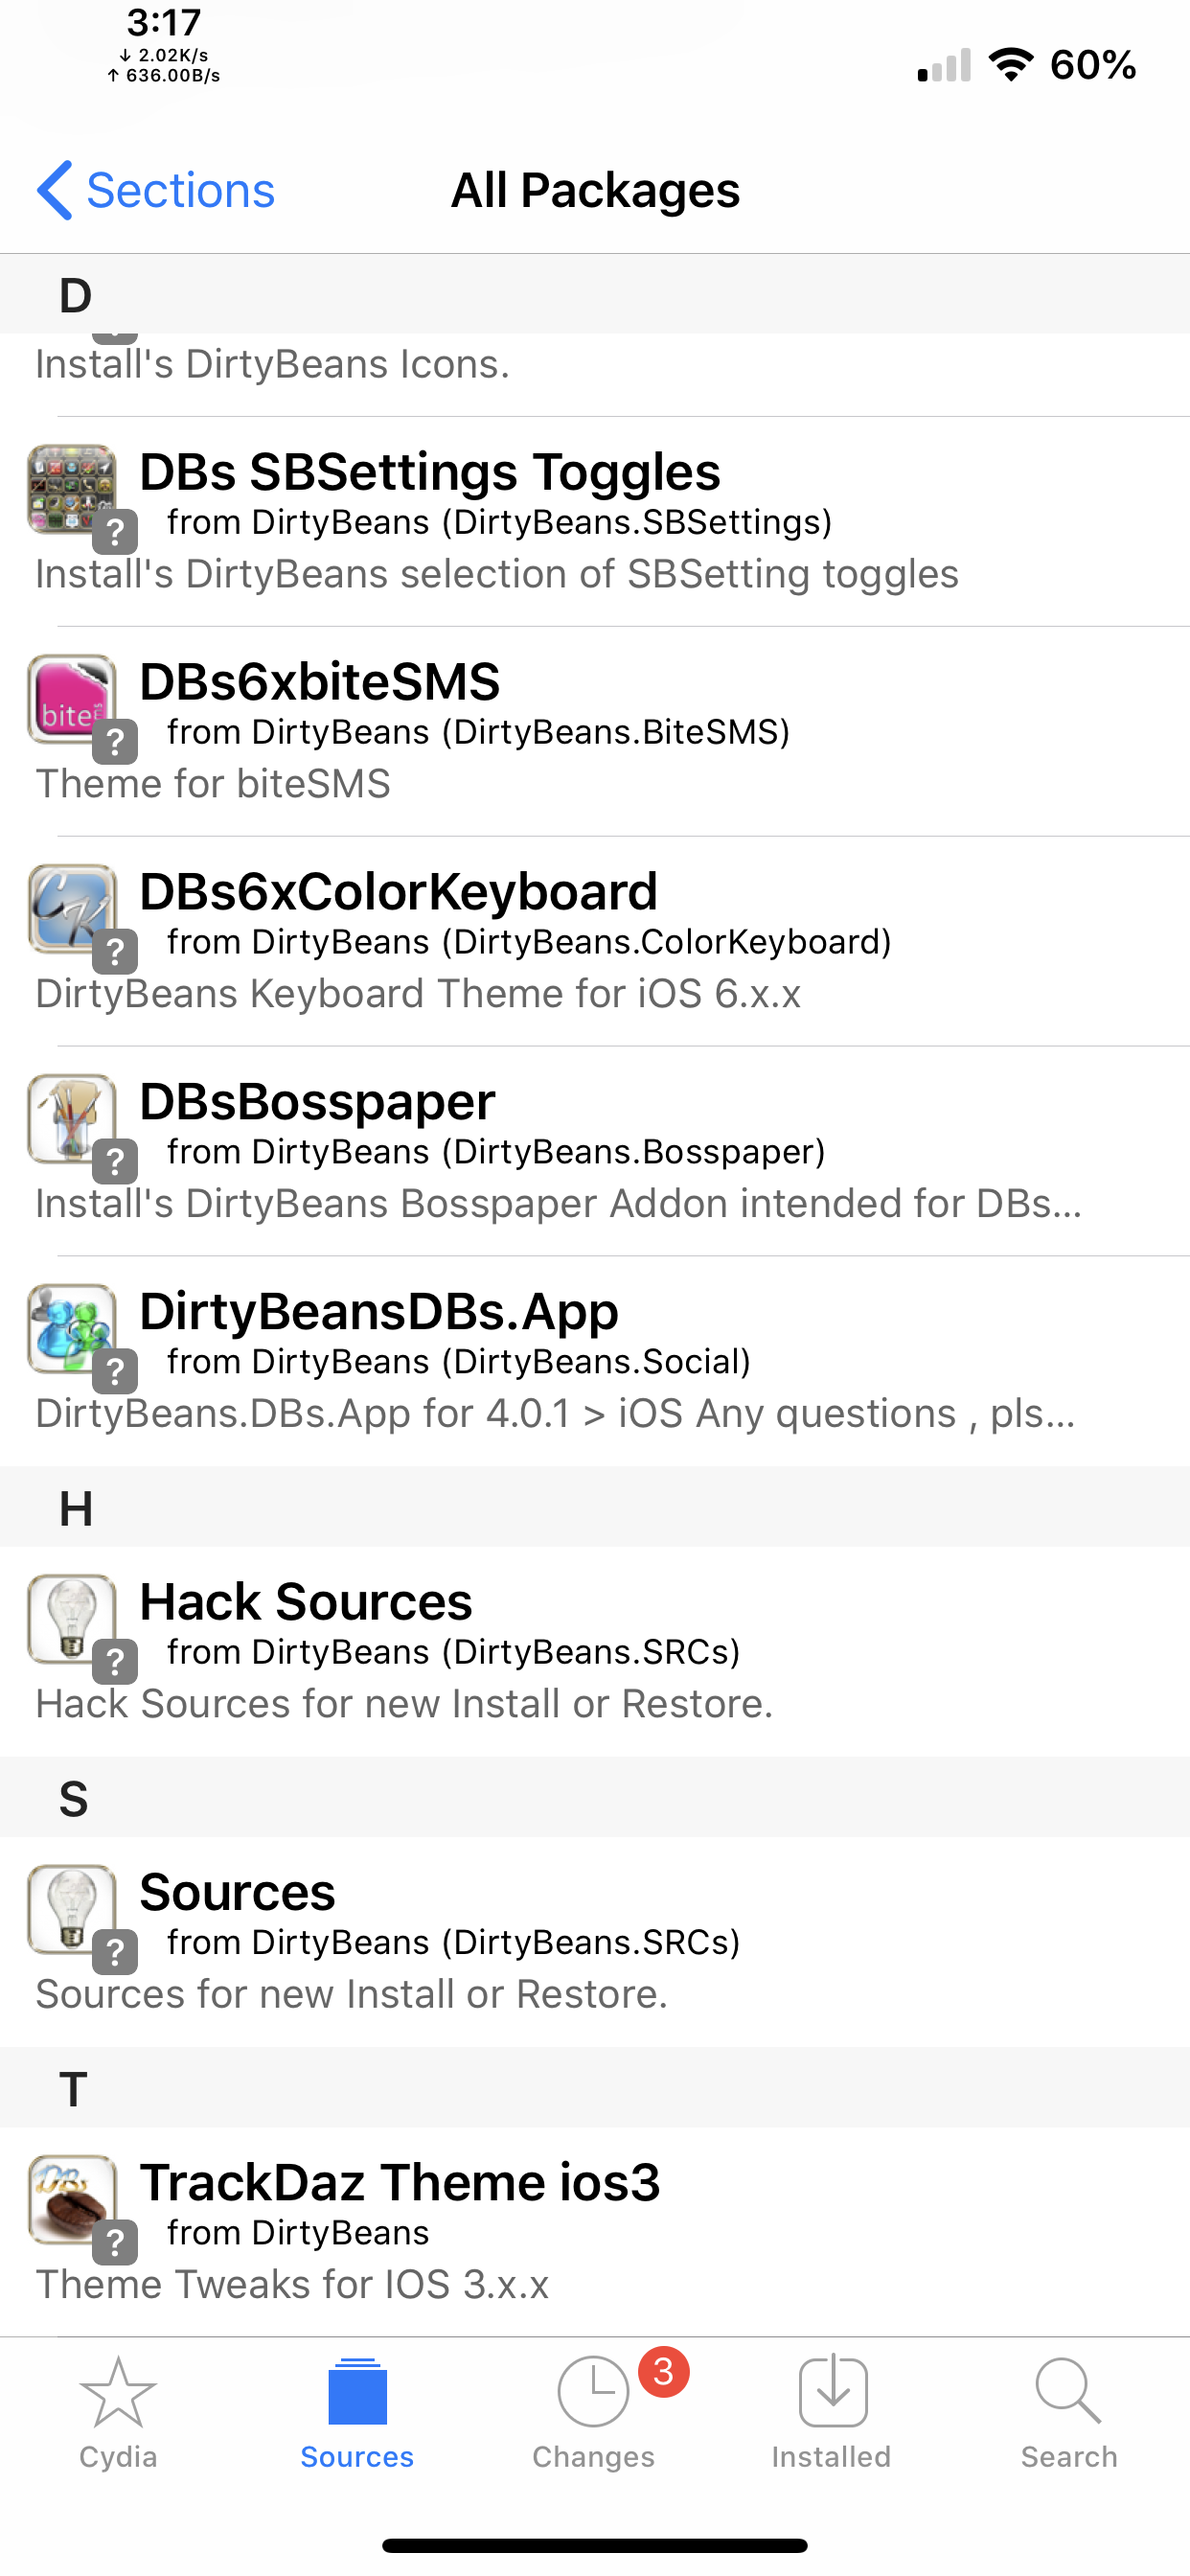 3:17
↓ 2.02K/s
↑ 636.00B/s
60%
Sections
All Packages
D
Install's DirtyBeans Icons.
DBs SBSettings Toggles
from DirtyBeans (DirtyBeans.SBSettings)
Install's DirtyBeans selection of SBSetting toggles
bite
DBs6xbiteSMS
from DirtyBeans (DirtyBeans.BiteSMS)
Theme for biteSMS
CK
DBs6xColorKeyboard
from DirtyBeans (DirtyBeans.ColorKeyboard)
DirtyBeans Keyboard Theme for iOS 6.x.x
DBsBosspaper
from DirtyBeans (DirtyBeans.Bosspaper)
Install's DirtyBeans Bosspaper Addon intended for DBs...
DirtyBeansDBs.App
from DirtyBeans (DirtyBeans.Social)
DirtyBeans.DBs.App for 4.0.1 > iOS Any questions , pls...
H
Hack Sources
from DirtyBeans (DirtyBeans.SRCs)
Hack Sources for new Install or Restore.
S
Sources
from DirtyBeans (DirtyBeans.SRCs)
Sources for new Install or Restore.
T
DBs
TrackDaz Theme ios3
from DirtyBeans
Theme Tweaks for IOS 3.x.x
3
Cydia
Sources
Changes
Installed
Search